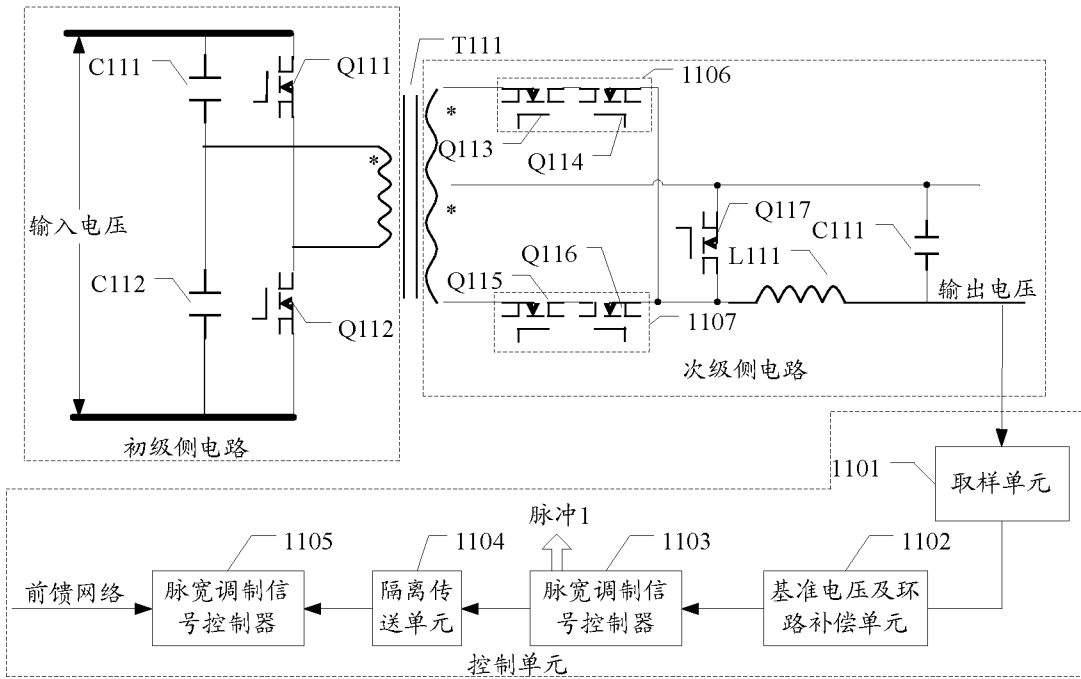 T111
C111
Q111
1106
*
*
Q113
Q114
*
Q117
输入电压
C111
Q116
L111
C112
Q115
输出电压
Q112
1107
次级侧电路
初级侧电路
1101
取样单元
脉冲1
1105
1104
1103
1102
前馈网络
脉宽调制信
号控制器
隔离传
送单元
脉宽调制信
号控制器
基准电压及环
路补偿单元
控制单元